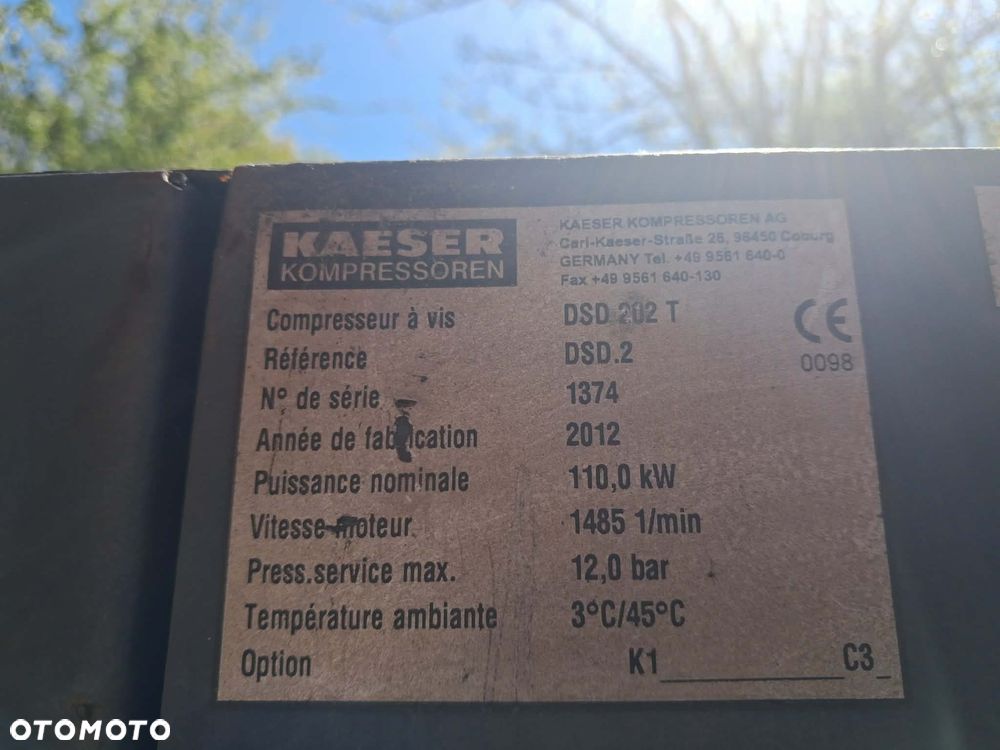 KAESER
KOMPRESSOREN
KAESER KOMPRESSOREN AG
Carl-Kaeser-Straße 26, 96450 Coburg
GERMANY Tel. +49 9561 640-0
Fax +49 9561 640-130
Compresseur à vis DSD 202 T
CE
Référence DSD.2
0098
N° de série 1374
Année de fabrication 2012
Puissance nominale 110,0 kW
Vitesse moteur 1485 1/min
Press.service max. 12,0 bar
Température ambiante 3°C/45°C
Option K1__________C3_
OTOMOTO